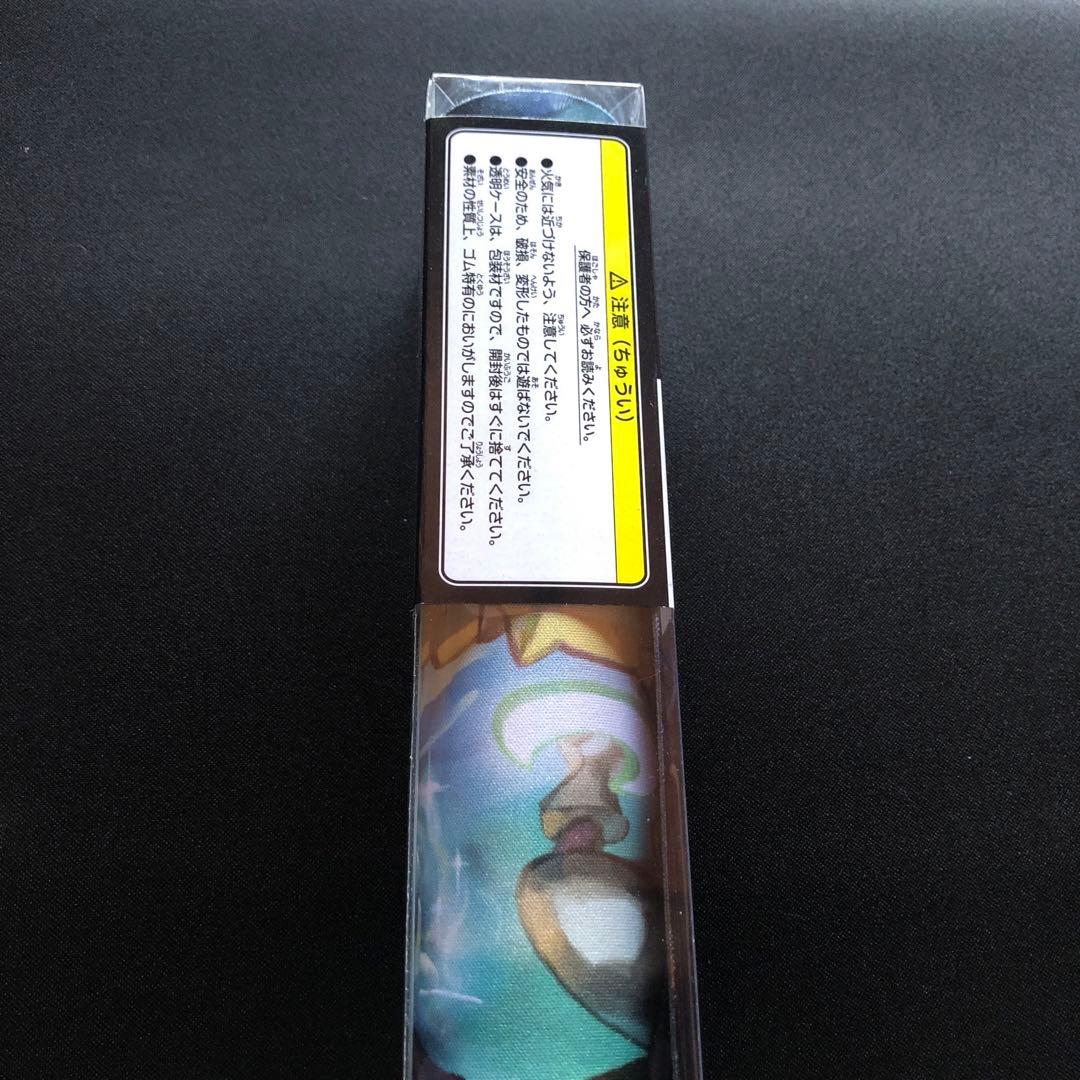 ⚠ 注意（ちゅうい）
保護者の方へ 必ずお読みください。
●火気には近づけないよう、注意してください。
●安全のため、破損、変形したものでは遊ばないでください。
●透明ケースは、包装材ですので、開封後はすぐに捨ててください。
●素材の性質上、ゴム特有のにおいがしますのでご了承ください。